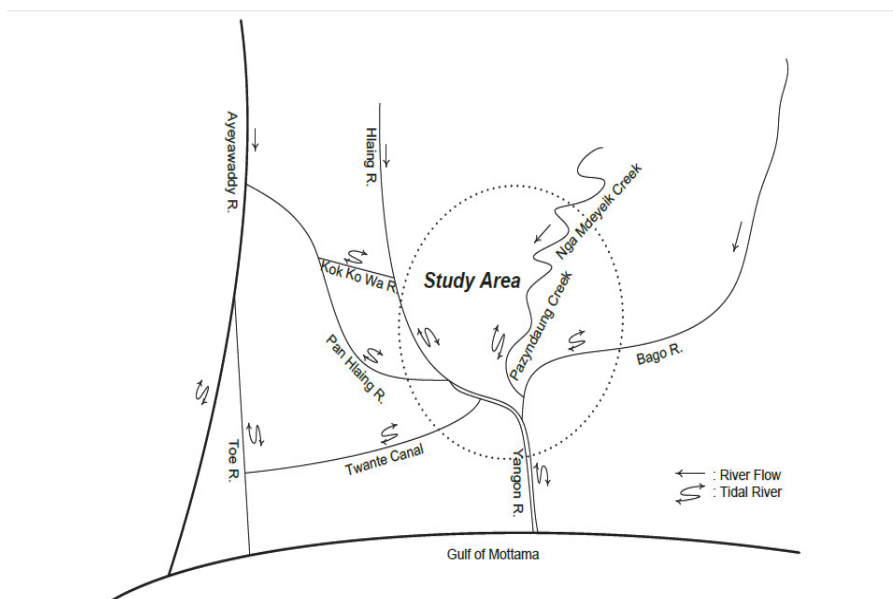 Ayeyawaddy R.
Hlaing R.
Nga Mdeyeik Creek
Kok Ko Wa R.
Study Area
Pazyndaung Creek
Pan Hlaing R.
Bago R.
Toe R.
Twante Canal
Yangon R.
: River Flow
: Tidal River
Gulf of Mottama